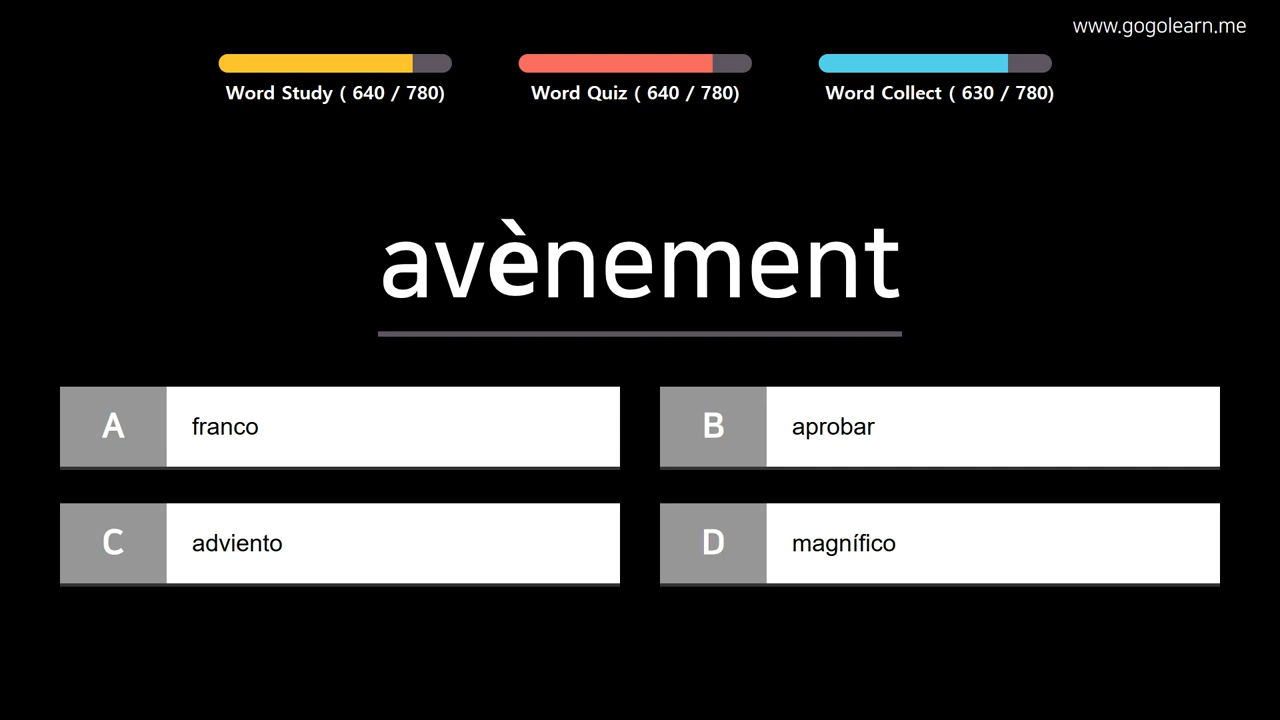 www.gogolearn.me
Word Study ( 640 / 780)
Word Quiz ( 640 / 780)
Word Collect ( 630 / 780)
avènement
A franco
B aprobar
C adviento
D magnífico